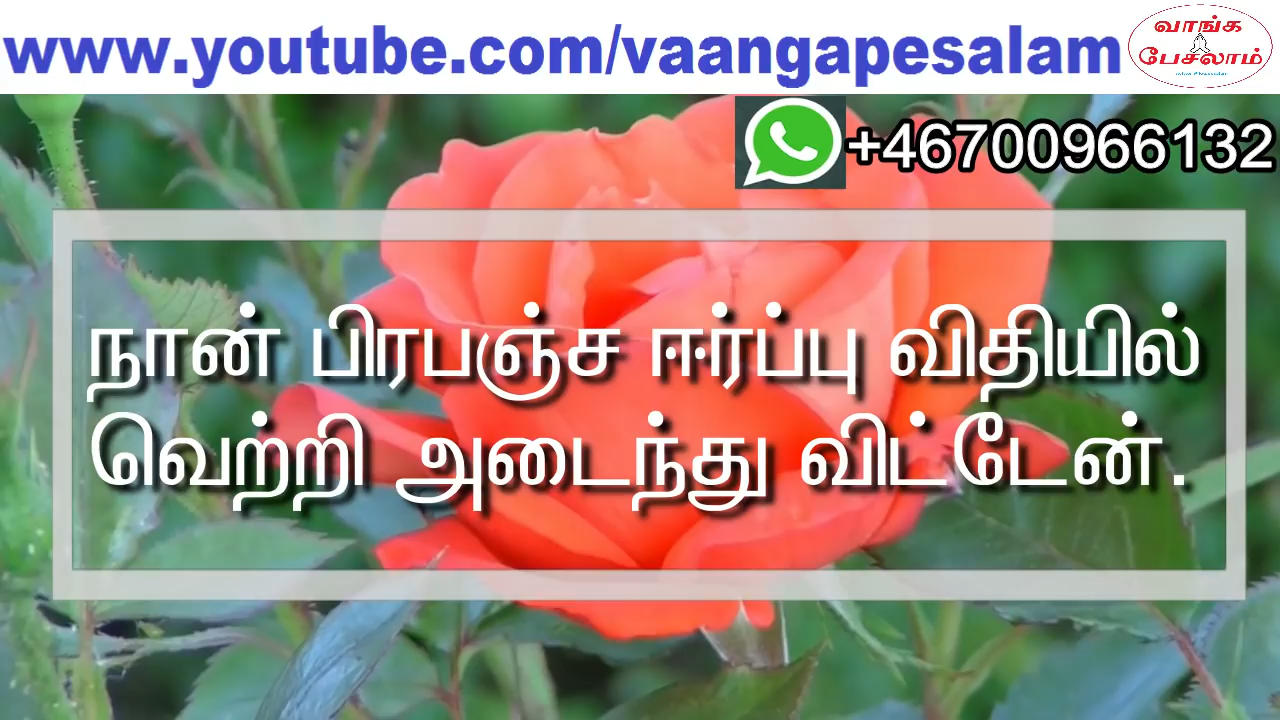 www.youtube.com/vaangapesalam
வாங்க
பேசலாம்
+46700966132
நான் பிரபஞ்ச ஈர்ப்பு விதியில்
வெற்றி அடைந்து விட்டேன்.